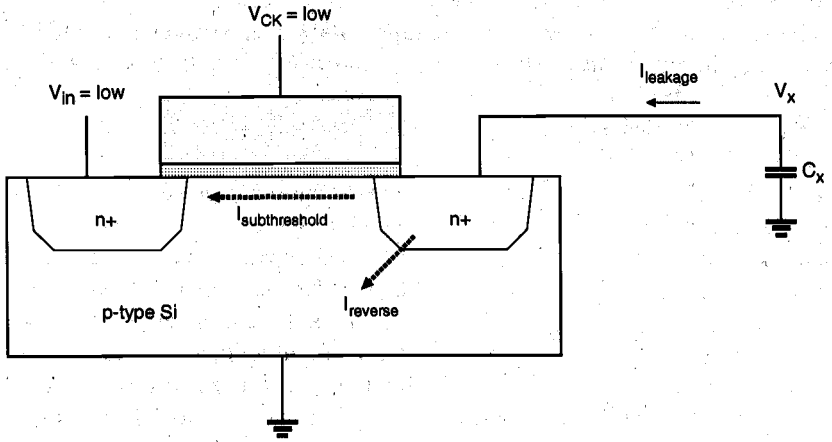 V_CK = low
I_leakage
V_in = low
V_x
C_x
n+
I_subthreshold
n+
I_reverse
p-type Si